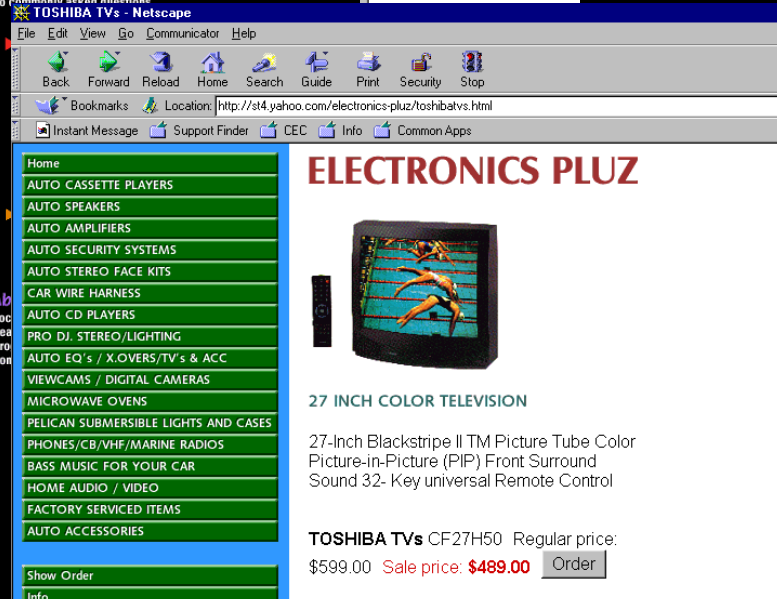 commonly asked questions
TOSHIBA TVs - Netscape
File Edit View Go Communicator Help
Back Forward Reload Home Search Guide Print Security Stop
Bookmarks Location: http://st4.yahoo.com/electronics-pluz/toshibatvs.html
Instant Message Support Finder CEC Info Common Apps
Home
AUTO CASSETTE PLAYERS
AUTO SPEAKERS
AUTO AMPLIFIERS
AUTO SECURITY SYSTEMS
AUTO STEREO FACE KITS
CAR WIRE HARNESS
AUTO CD PLAYERS
PRO DJ. STEREO/LIGHTING
AUTO EQ's / X.OVERS/TV's & ACC
VIEWCAMS / DIGITAL CAMERAS
MICROWAVE OVENS
PELICAN SUBMERSIBLE LIGHTS AND CASES
PHONES/CB/VHF/MARINE RADIOS
BASS MUSIC FOR YOUR CAR
HOME AUDIO / VIDEO
FACTORY SERVICED ITEMS
AUTO ACCESSORIES
Show Order
Info
ELECTRONICS PLUZ
27 INCH COLOR TELEVISION
27-Inch Blackstripe II TM Picture Tube Color
Picture-in-Picture (PIP) Front Surround
Sound 32- Key universal Remote Control
TOSHIBA TVs CF27H50 Regular price:
$599.00 Sale price: $489.00 Order